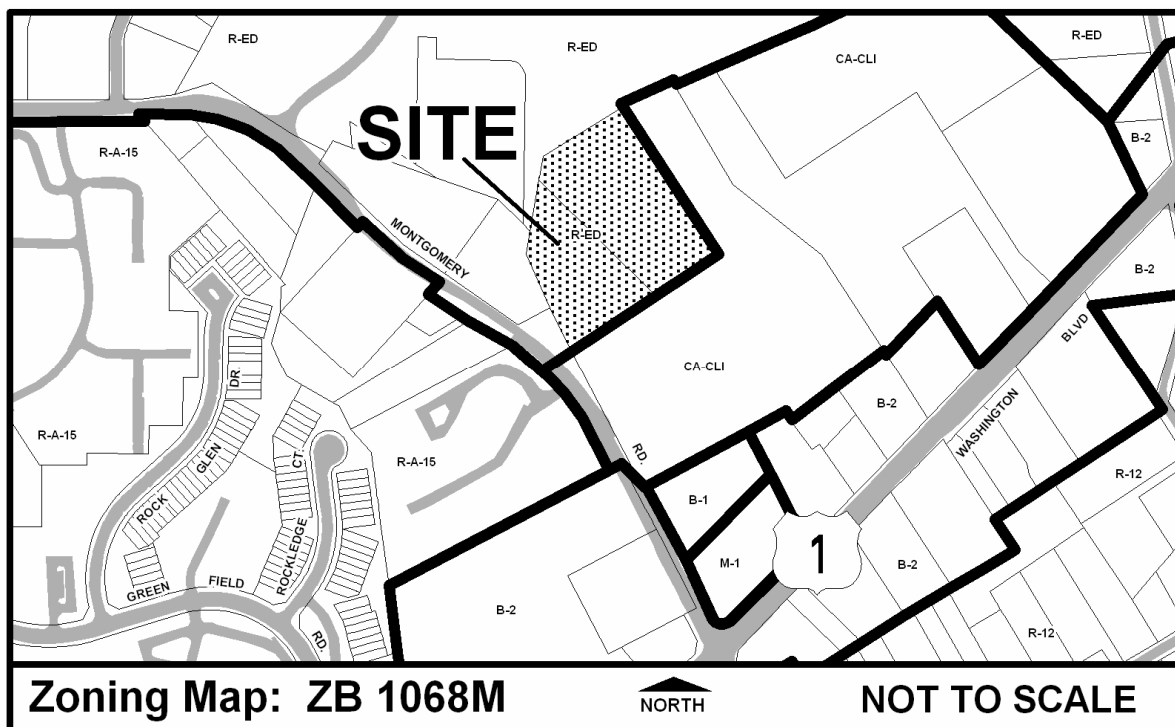 R-ED
R-ED
R-ED
CA-CLI
B-2
R-A-15
SITE
R-ED
MONTGOMERY
B-2
BLVD
CA-CLI
DR.
B-2
WASHINGTON
R-A-15
GLEN
CT.
R-A-15
RD.
R-12
ROCK
B-1
ROCKLEDGE
1
M-1
B-2
GREEN
FIELD
B-2
RD.
R-12
Zoning Map: ZB 1068M
NORTH
NOT TO SCALE